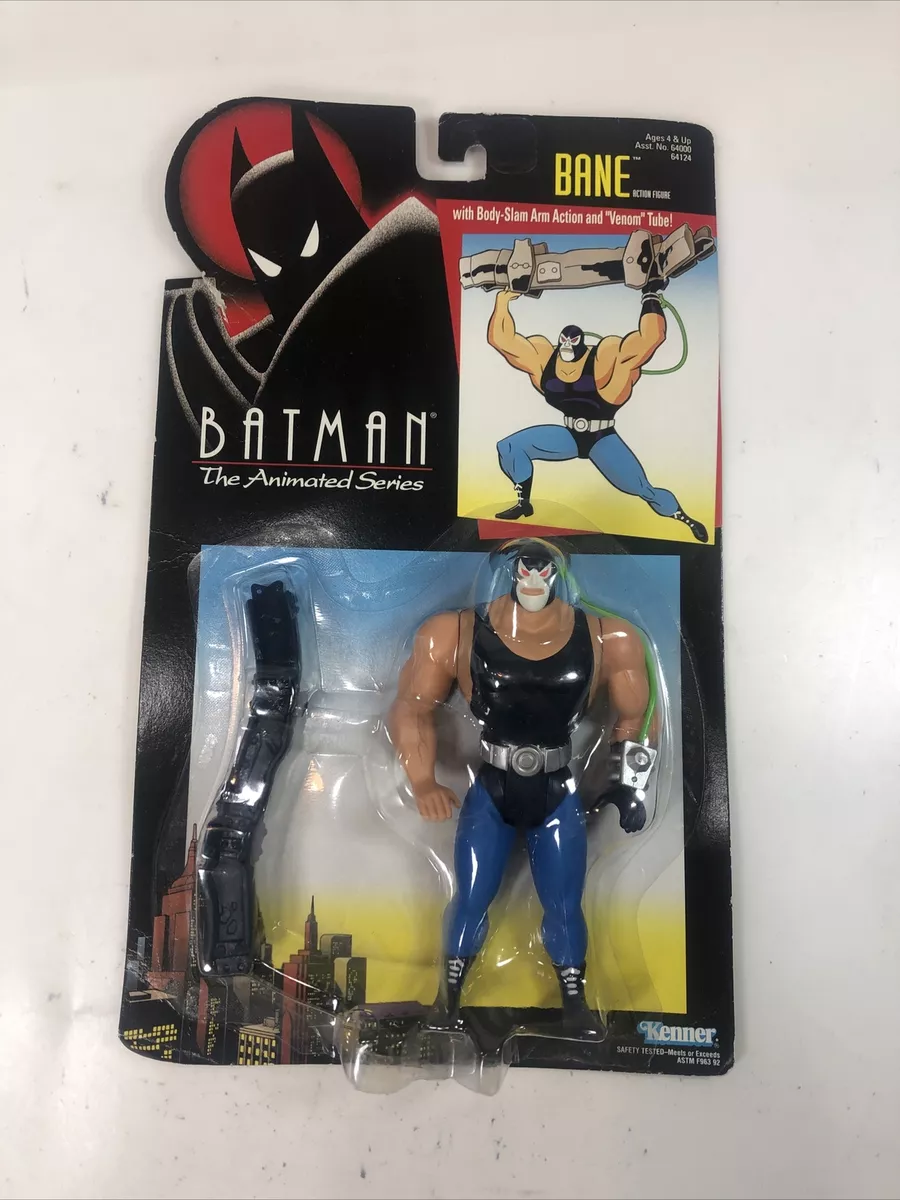 Ages 4 & Up
Asst. No. 64000
64124
BANE™
ACTION FIGURE
with Body-Slam Arm Action and "Venom" Tube!
BATMAN®
The Animated Series
Kenner®
SAFETY TESTED–Meets or Exceeds
ASTM F963 92